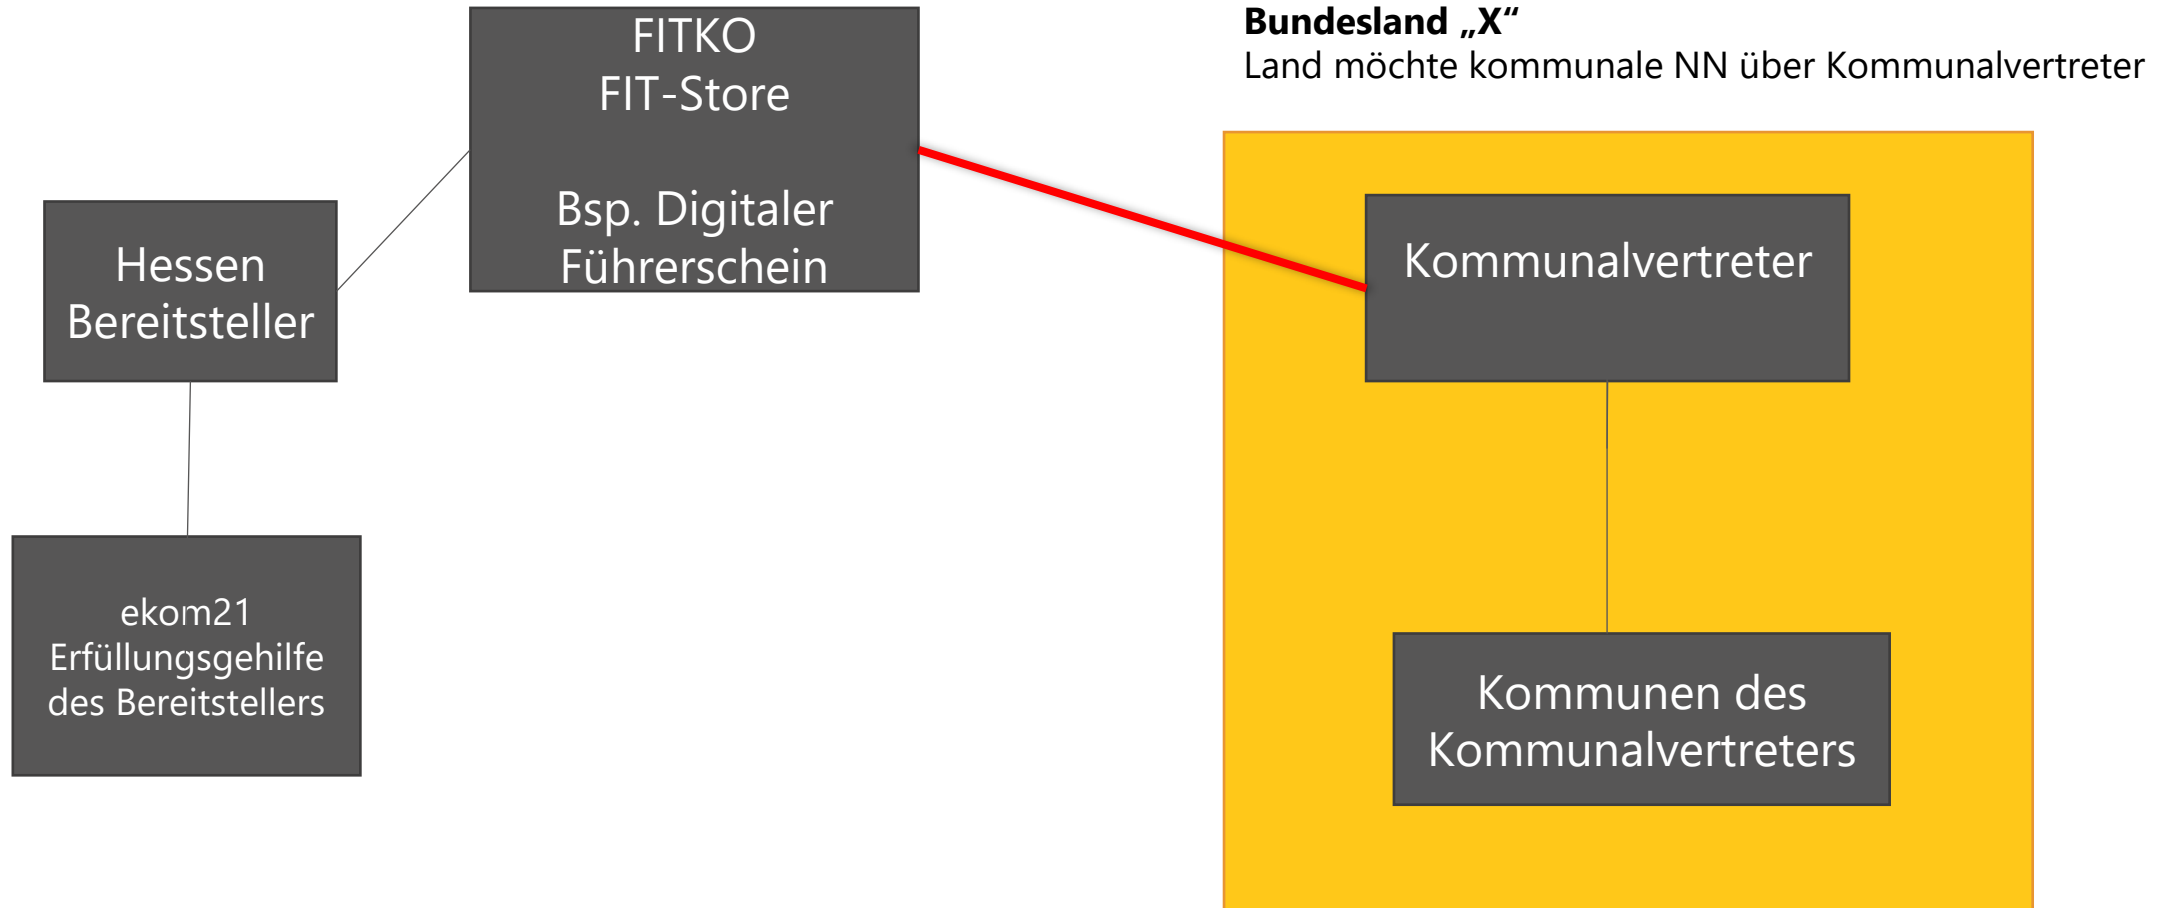 FITKO
FIT-Store
Bsp. Digitaler
Führerschein
Bundesland „X“
Land möchte kommunale NN über Kommunalvertreter
Hessen
Bereitsteller
Kommunalvertreter
ekom21
Erfüllungsgehilfe
des Bereitstellers
Kommunen des
Kommunalvertreters